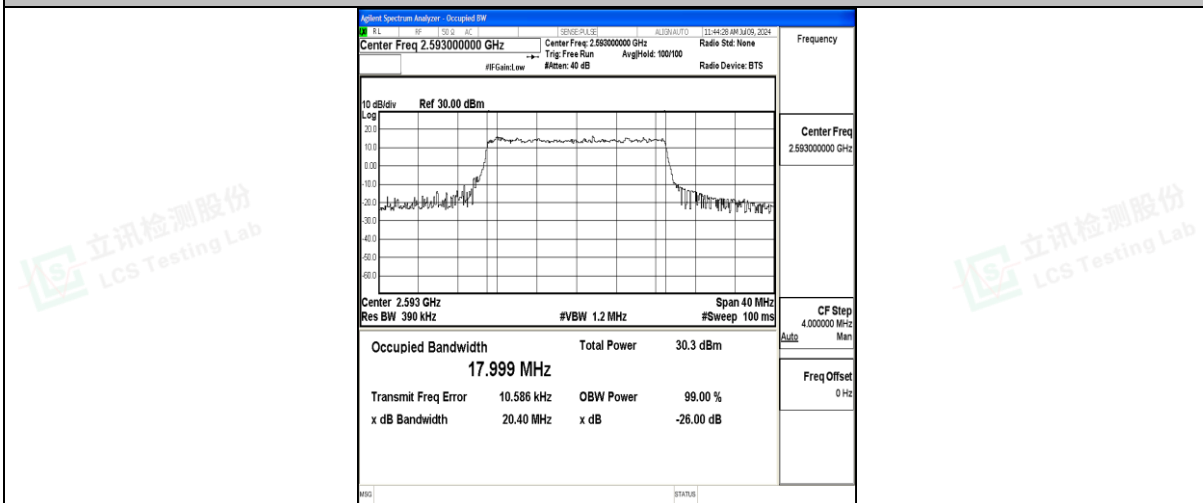 Agilent Spectrum Analyzer - Occupied BW
RL RF 50 Ω AC SENSE:PULSE ALIGN AUTO 11:44:28 AM Jul 09, 2024
Center Freq 2.593000000 GHz
Center Freq: 2.593000000 GHz
Radio Std: None
Trig: Free Run Avg|Hold: 100/100
#IFGain:Low
#Atten: 40 dB
Radio Device: BTS
10 dB/div Ref 30.00 dBm
Log
20.0
10.0
0.00
-10.0
-20.0
-30.0
-40.0
-50.0
-60.0
Center 2.593 GHz
Span 40 MHz
Res BW 390 kHz
#VBW 1.2 MHz
#Sweep 100 ms
Occupied Bandwidth
Total Power 30.3 dBm
17.999 MHz
Transmit Freq Error 10.586 kHz
OBW Power 99.00 %
x dB Bandwidth 20.40 MHz
x dB -26.00 dB
MSG
STATUS
Frequency
Center Freq
2.593000000 GHz
CF Step
4.000000 MHz
Auto Man
Freq Offset
0 Hz
立讯检测股份
LCS Testing Lab
立讯检测股份
LCS Testing Lab